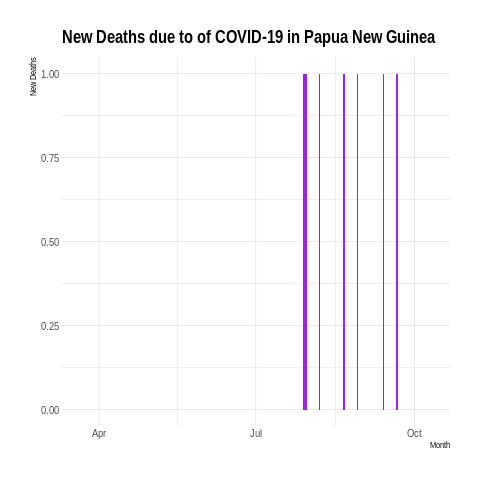 New Deaths due to of COVID-19 in Papua New Guinea
New Deaths
1.00
0.75
0.50
0.25
0.00
Apr Jul Oct
Month